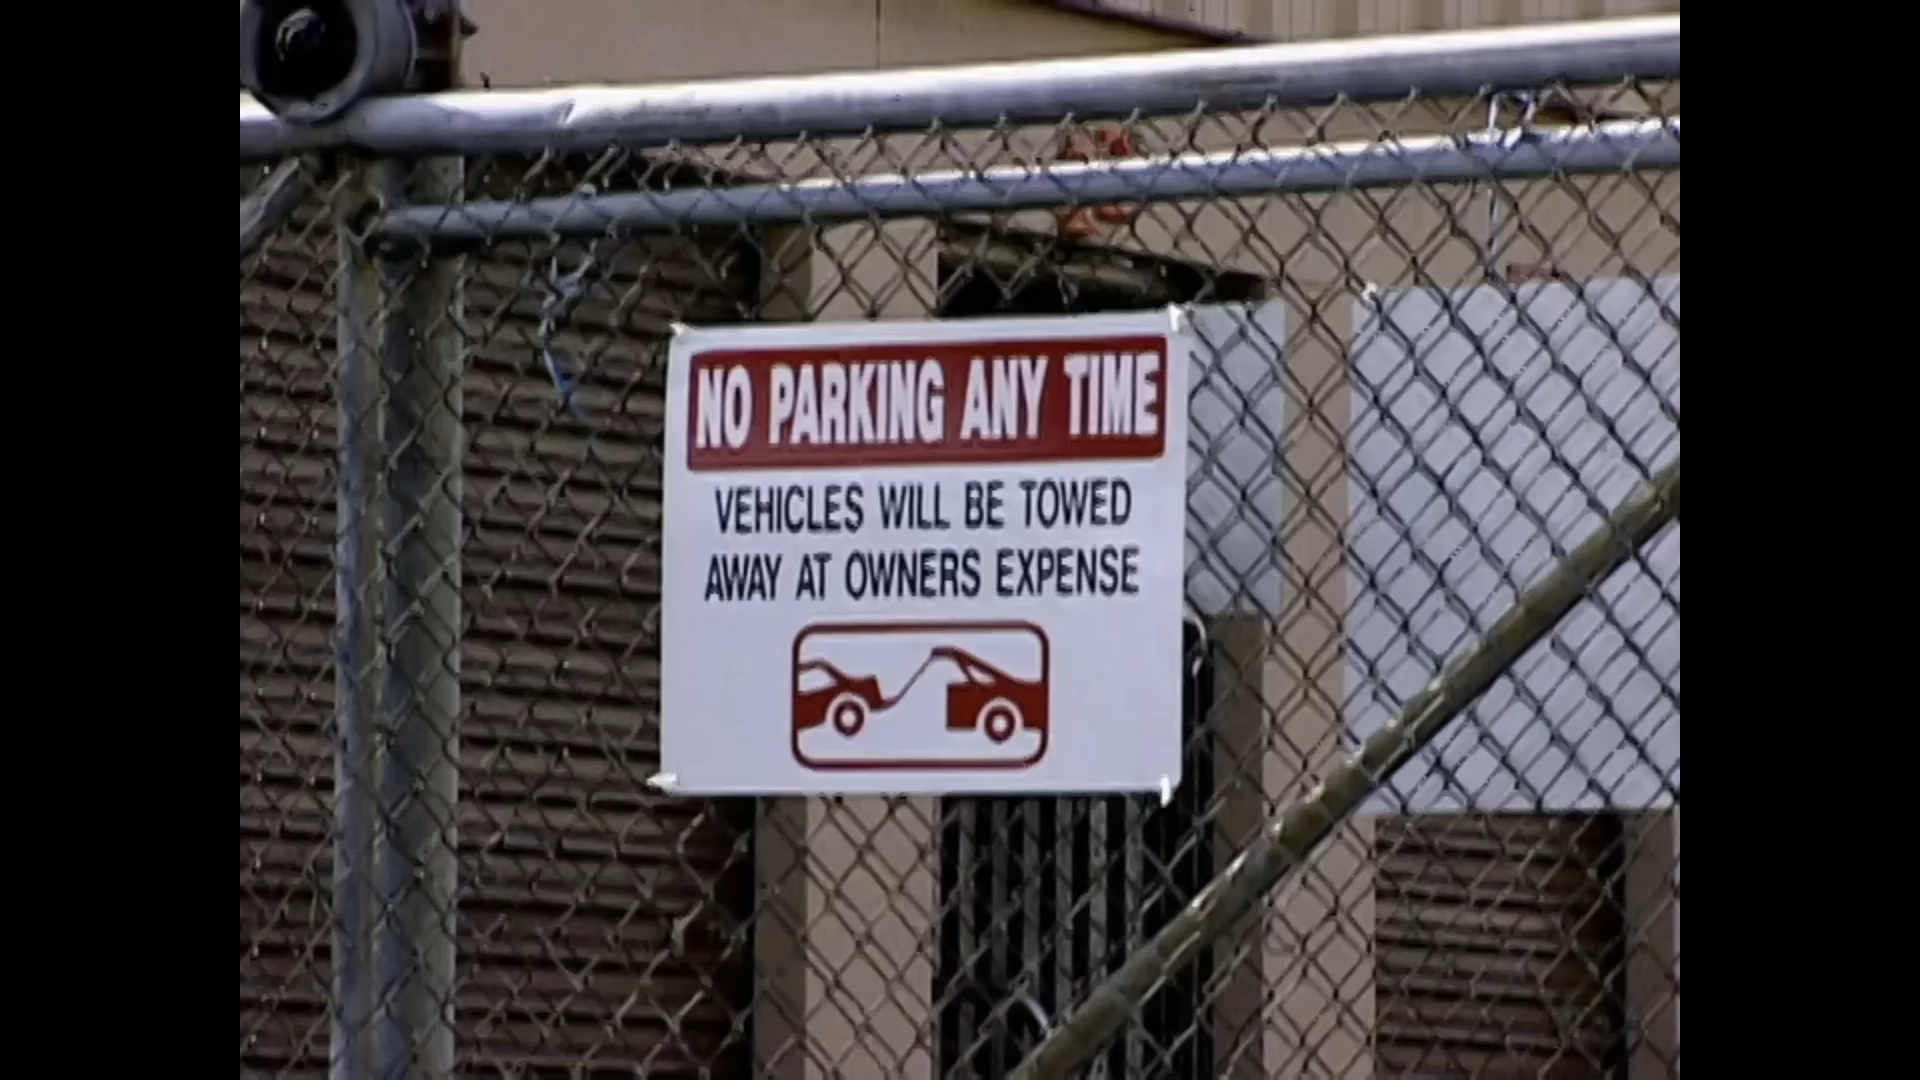 NO PARKING ANY TIME
VEHICLES WILL BE TOWED
AWAY AT OWNERS EXPENSE